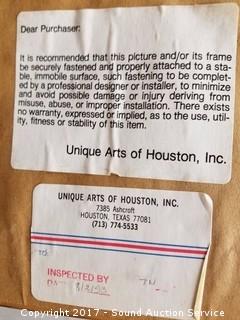 Dear Purchaser:
It is recommended that this picture and/or its frame
be securely fastened and properly attached to a sta-
ble, immobile surface, such fastening to be complet-
ed by a professional designer or installer, to minimize
and avoid possible damage or injury deriving from
misuse, abuse, or improper installation. There exists
no warranty, expressed or implied, as to the use, util-
ity, fitness or stability of this item.
Unique Arts of Houston, Inc.
UNIQUE ARTS OF HOUSTON, INC.
7385 Ashcroft
HOUSTON, TEXAS 77081
(713) 774-5533
INSPECTED BY
Copyright 2017 - Sound Auction Service